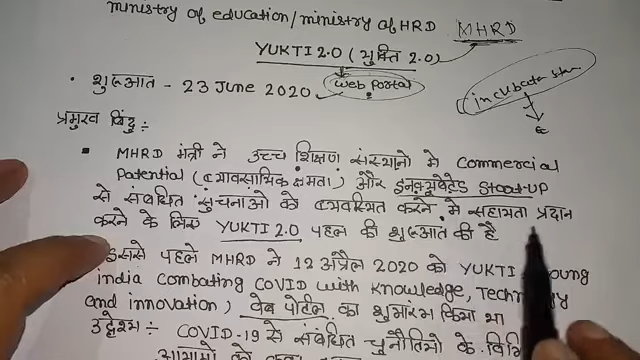 ministry of education/ministry of HRD MHRD
YUKTI 2.0 (युक्ति 2.0)
• शुरूआत - 23 June 2020 web portal
incubated
प्रमुख बिंदु :-
▪ MHRD मंत्री ने उच्च शिक्षण संस्थानो मे commercial
Potential (व्यावसायिक क्षमता) और इनक्यूबेटेड Start-up
से संबंधित सूचनाओ को व्यवस्थित करने मे सहायता प्रदान
करने के लिए YUKTI 2.0 पहल की शुरूआत की है
इससे पहले MHRD ने 12 अप्रैल 2020 को YUKTI
india combating COVID with knowledge,
and innovation) वेब पोर्टल का शुभारंभ किया था
उद्देश्य :- COVID-19 से संबंधित चुनौतियो के
आयामो को